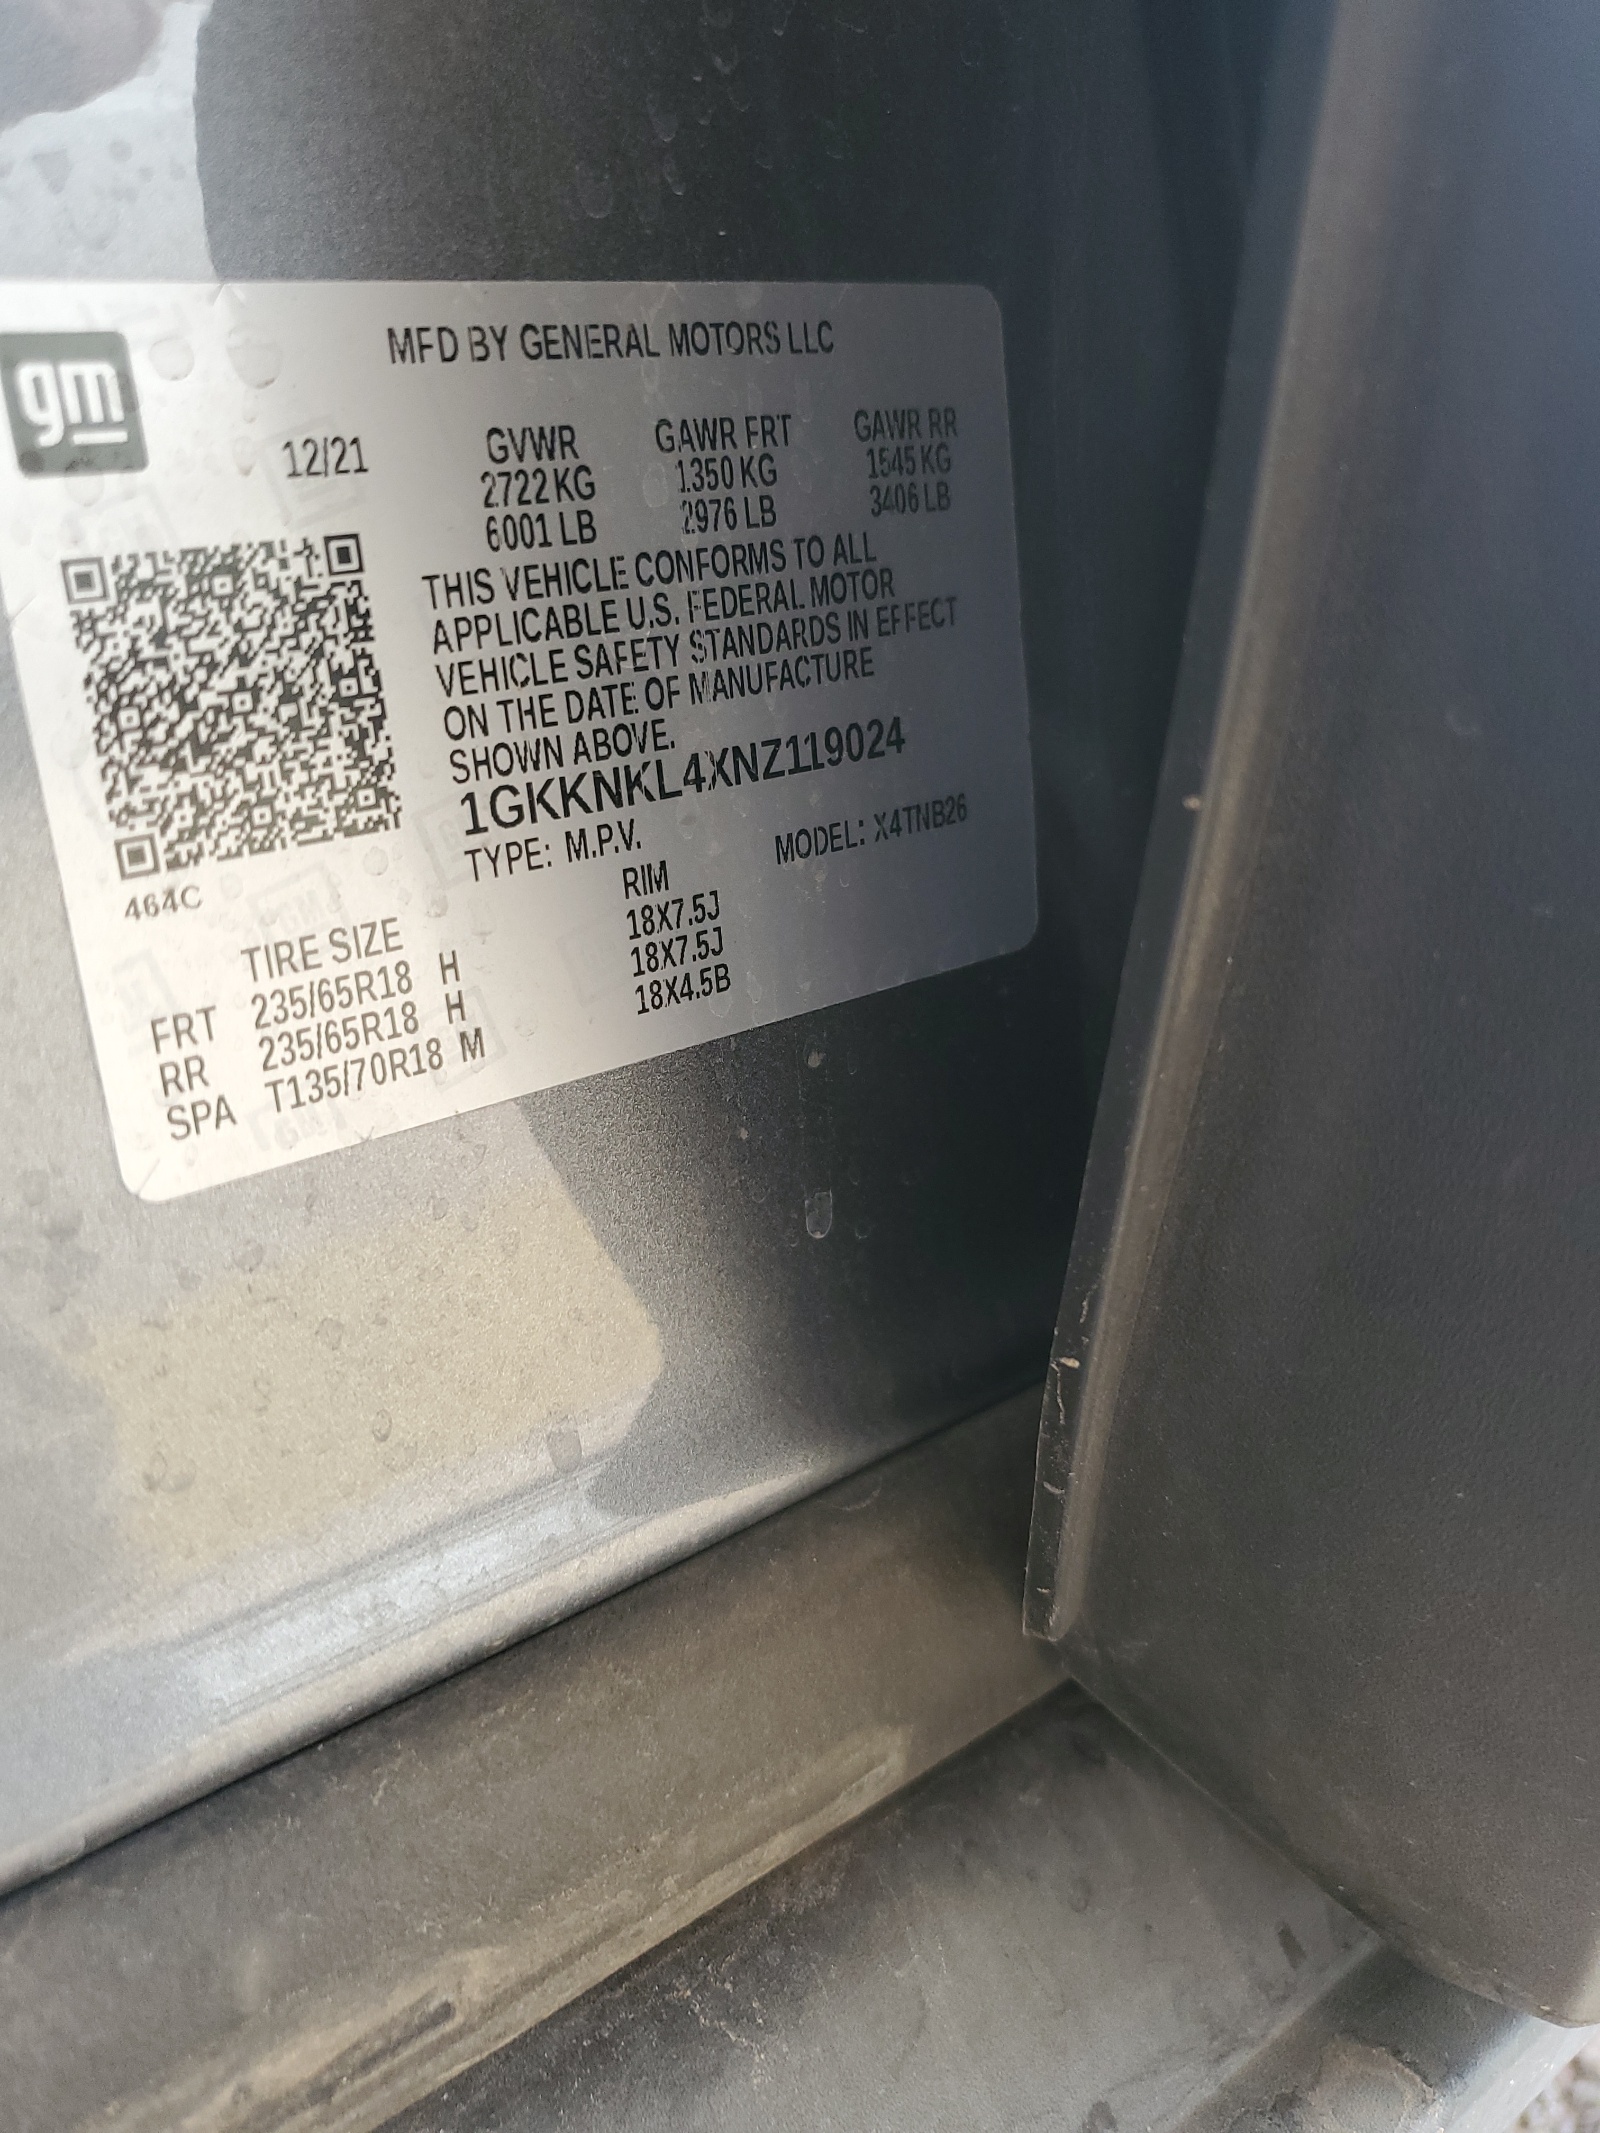 gm
MFD BY GENERAL MOTORS LLC
12/21
GVWR GAWR FRT GAWR RR
2722 KG 1350 KG 1545 KG
6001 LB 2976 LB 3406 LB
THIS VEHICLE CONFORMS TO ALL
APPLICABLE U.S. FEDERAL MOTOR
VEHICLE SAFETY STANDARDS IN EFFECT
ON THE DATE OF MANUFACTURE
SHOWN ABOVE.
1GKKNKL4XNZ119024
TYPE: M.P.V. MODEL: X4TNB26
464C
TIRE SIZE RIM
FRT 235/65R18 H 18X7.5J
RR 235/65R18 H 18X7.5J
SPA T135/70R18 M 18X4.5B